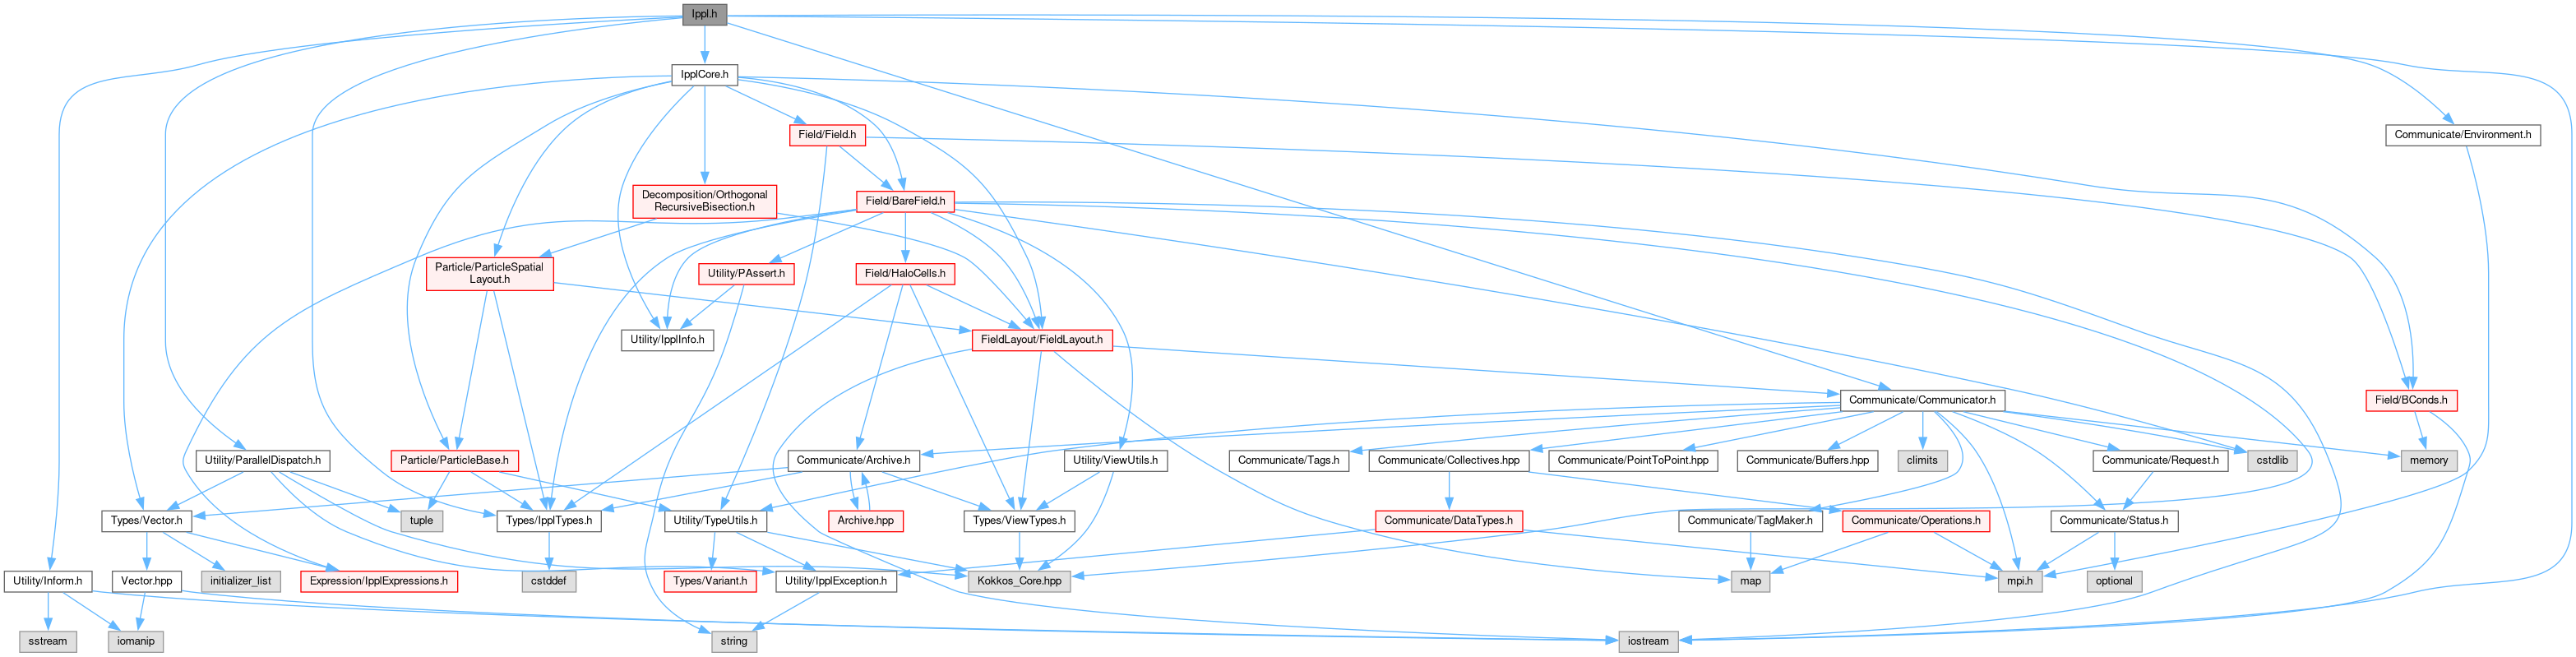 Ippl.h
IpplCore.h
Field/Field.h
Communicate/Environment.h
Decomposition/Orthogonal
RecursiveBisection.h
Field/BareField.h
Particle/ParticleSpatial
Layout.h
Utility/PAssert.h
Field/HaloCells.h
Utility/IpplInfo.h
FieldLayout/FieldLayout.h
Communicate/Communicator.h
Field/BConds.h
Utility/ParallelDispatch.h
Particle/ParticleBase.h
Communicate/Archive.h
Utility/ViewUtils.h
Communicate/Tags.h
Communicate/Collectives.hpp
Communicate/PointToPoint.hpp
Communicate/Buffers.hpp
climits
Communicate/Request.h
cstdlib
memory
Types/Vector.h
tuple
Types/IpplTypes.h
Utility/TypeUtils.h
Archive.hpp
Types/ViewTypes.h
Communicate/DataTypes.h
Communicate/TagMaker.h
Communicate/Operations.h
Communicate/Status.h
Utility/Inform.h
Vector.hpp
initializer_list
Expression/IpplExpressions.h
cstddef
Types/Variant.h
Utility/IpplException.h
Kokkos_Core.hpp
map
mpi.h
optional
sstream
iomanip
string
iostream